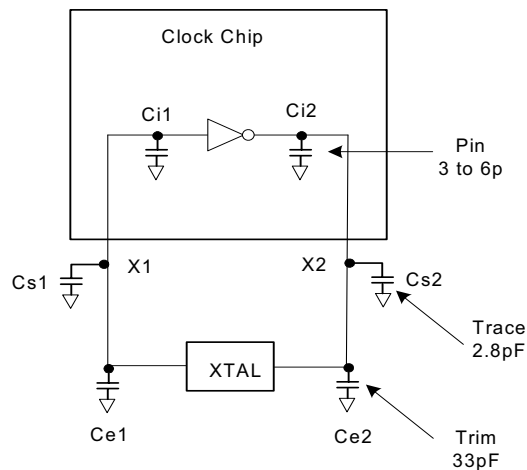 Clock Chip
Ci1
Ci2
Pin
3 to 6p
Cs1
X1
X2
Cs2
Trace
2.8pF
XTAL
Ce1
Ce2
Trim
33pF